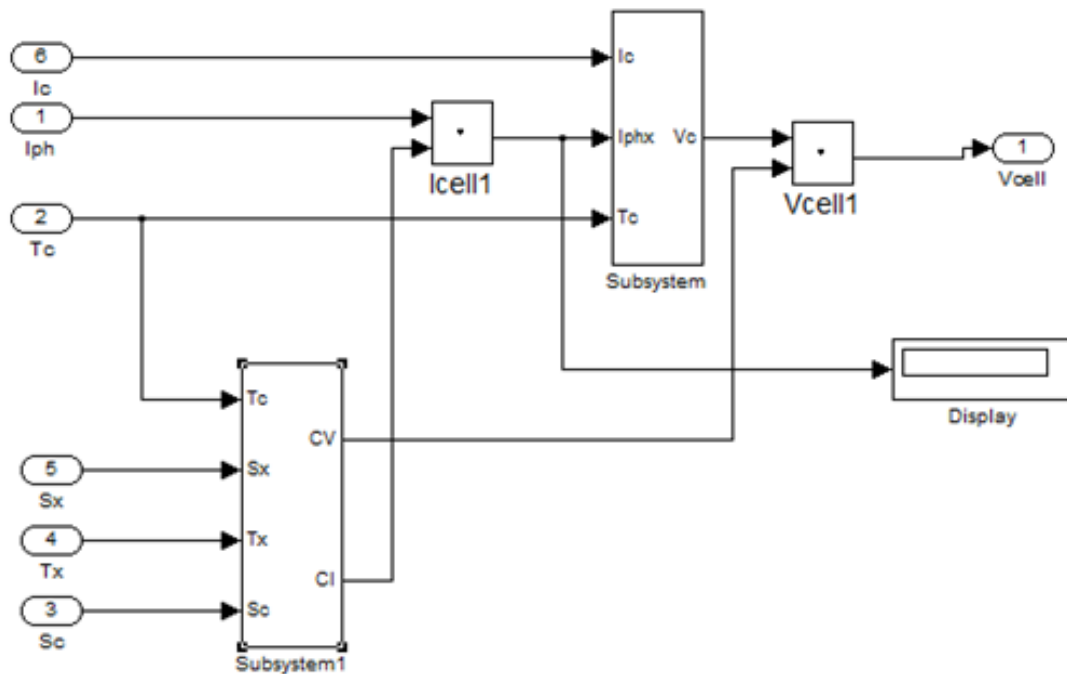 6
Ic
1
Iph
2
Tc
Icell1
Ic
Iphx
Vc
Tc
Subsystem
Vcell1
1
Vcell
Display
5
Sx
4
Tx
3
Sc
Tc
CV
Sx
Tx
CI
Sc
Subsystem1